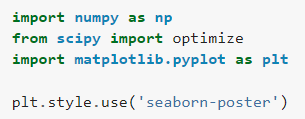 import numpy as np
from scipy import optimize
import matplotlib.pyplot as plt
plt.style.use('seaborn-poster')